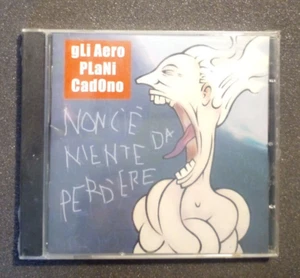 gLi Aero
PLaNi
CadOno
NON C'È
NIENTE DA
PERDERE